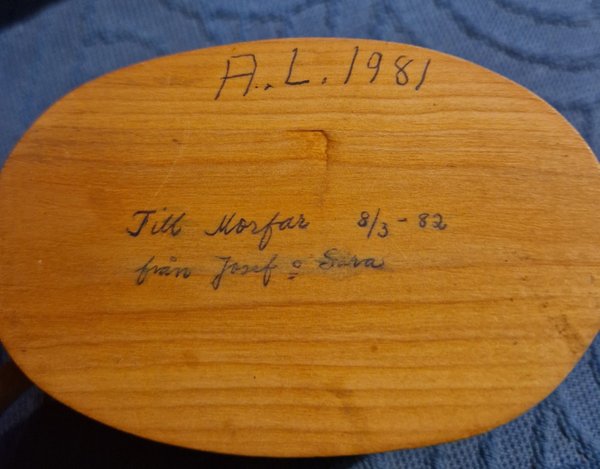 A.L. 1981
Till Morfar 8/3-82
från Josef o Sara